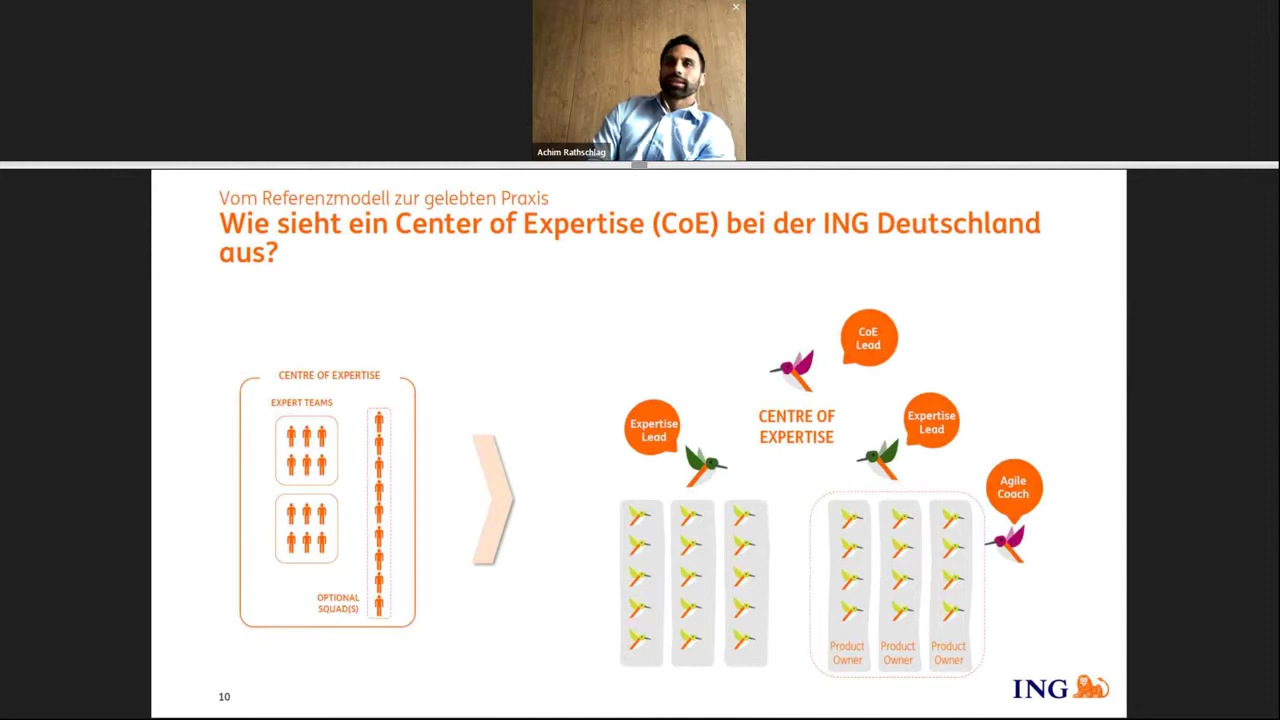 Achim Rathschlag
Vom Referenzmodell zur gelebten Praxis
Wie sieht ein Center of Expertise (CoE) bei der ING Deutschland
aus?
CENTRE OF EXPERTISE
EXPERT TEAMS
OPTIONAL
SQUAD(S)
CoE
Lead
CENTRE OF
EXPERTISE
Expertise
Lead
Expertise
Lead
Agile
Coach
Product
Owner
Product
Owner
Product
Owner
10
ING